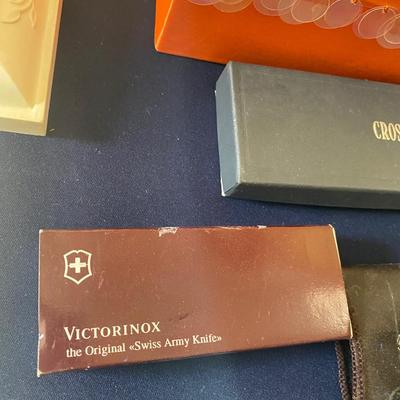 CROS
VICTORINOX
the Original «Swiss Army Knife»